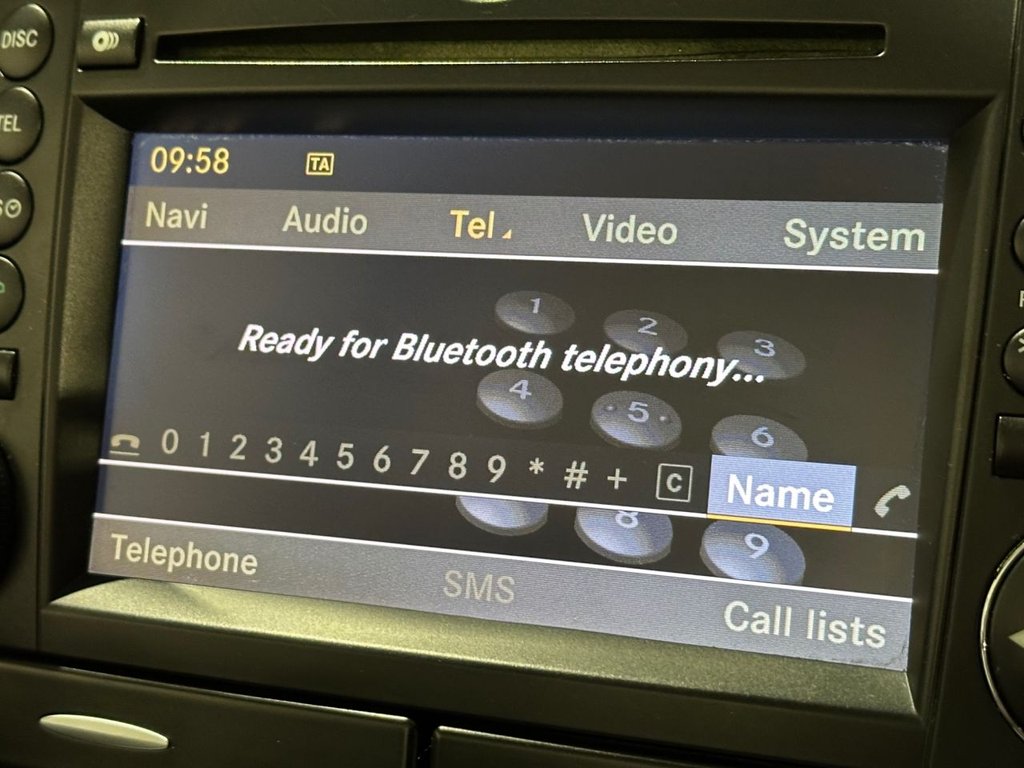 DISC
TEL
09:58 TA
Navi Audio Tel Video System
1 2 3
Ready for Bluetooth telephony...
4 5 6
0 1 2 3 4 5 6 7 8 9 * # + C Name
8 9
Telephone SMS Call lists